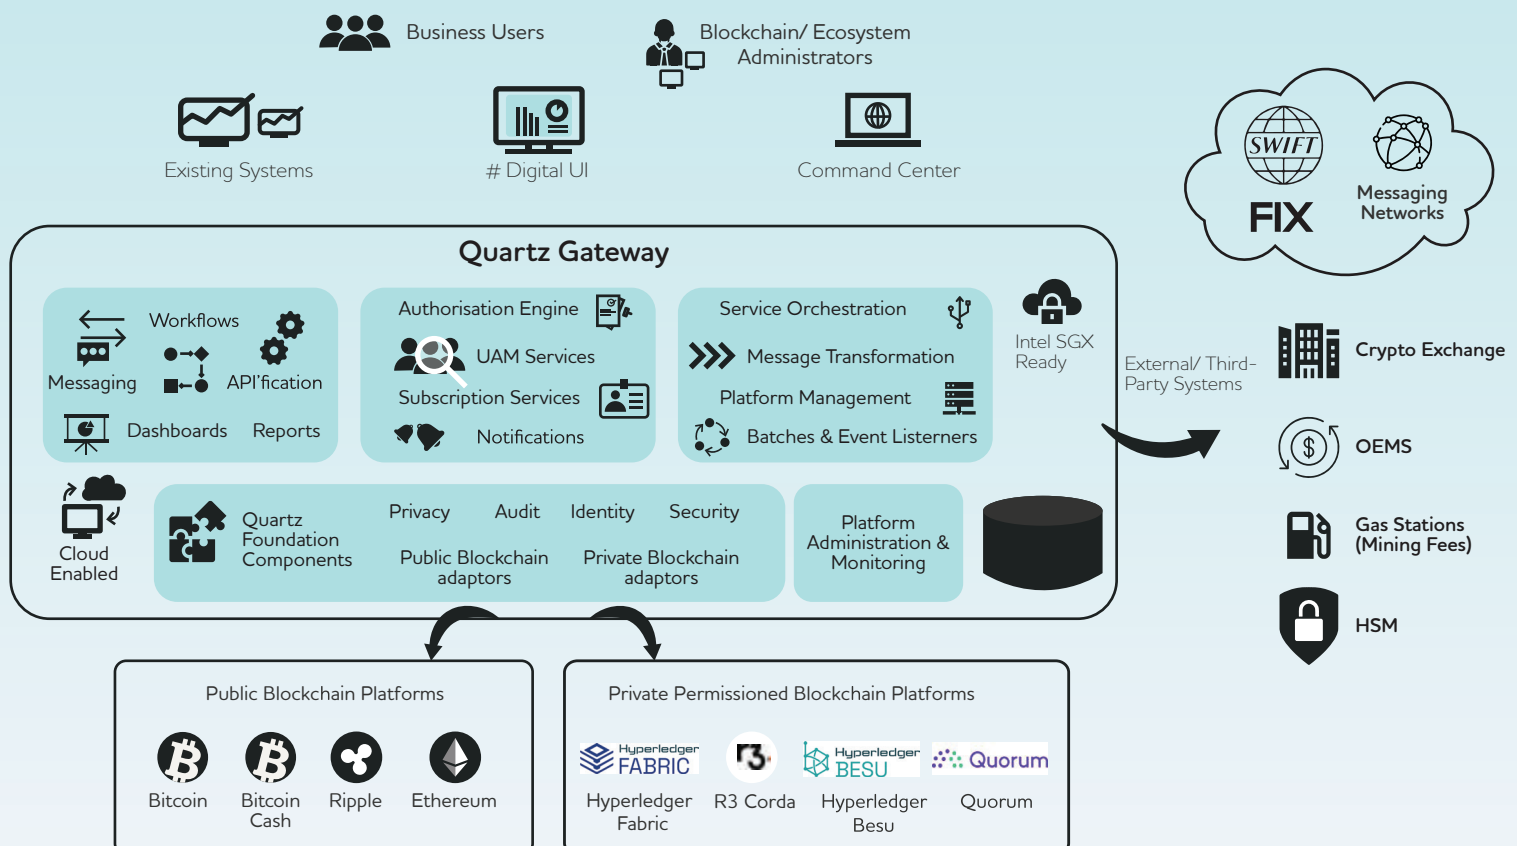 Business Users
Blockchain/ Ecosystem
Administrators
Existing Systems
# Digital UI
Command Center
SWIFT
FIX
Messaging
Networks
Quartz Gateway
Workflows
Messaging
API'fication
Dashboards
Reports
Authorisation Engine
UAM Services
Subscription Services
Notifications
Service Orchestration
Message Transformation
Platform Management
Batches & Event Listerners
Intel SGX
Ready
External/ Third-
Party Systems
Crypto Exchange
OEMS
Gas Stations
(Mining Fees)
HSM
Cloud
Enabled
Quartz
Foundation
Components
Privacy
Audit
Identity
Security
Public Blockchain
adaptors
Private Blockchain
adaptors
Platform
Administration &
Monitoring
Public Blockchain Platforms
Bitcoin
Bitcoin
Cash
Ripple
Ethereum
Private Permissioned Blockchain Platforms
Hyperledger
FABRIC
r3.
Hyperledger
BESU
Quorum
Hyperledger
Fabric
R3 Corda
Hyperledger
Besu
Quorum